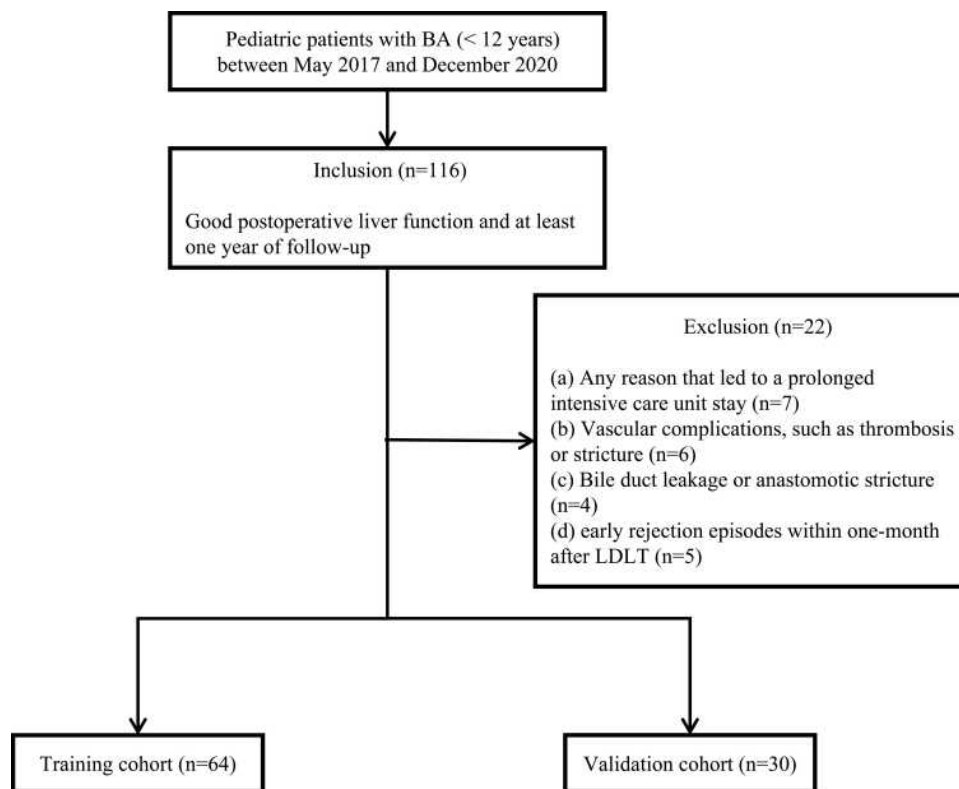 Pediatric patients with BA (< 12 years)
between May 2017 and December 2020
Inclusion (n=116)
Good postoperative liver function and at least
one year of follow-up
Exclusion (n=22)
(a) Any reason that led to a prolonged
intensive care unit stay (n=7)
(b) Vascular complications, such as thrombosis
or stricture (n=6)
(c) Bile duct leakage or anastomotic stricture
(n=4)
(d) early rejection episodes within one-month
after LDLT (n=5)
Training cohort (n=64)
Validation cohort (n=30)